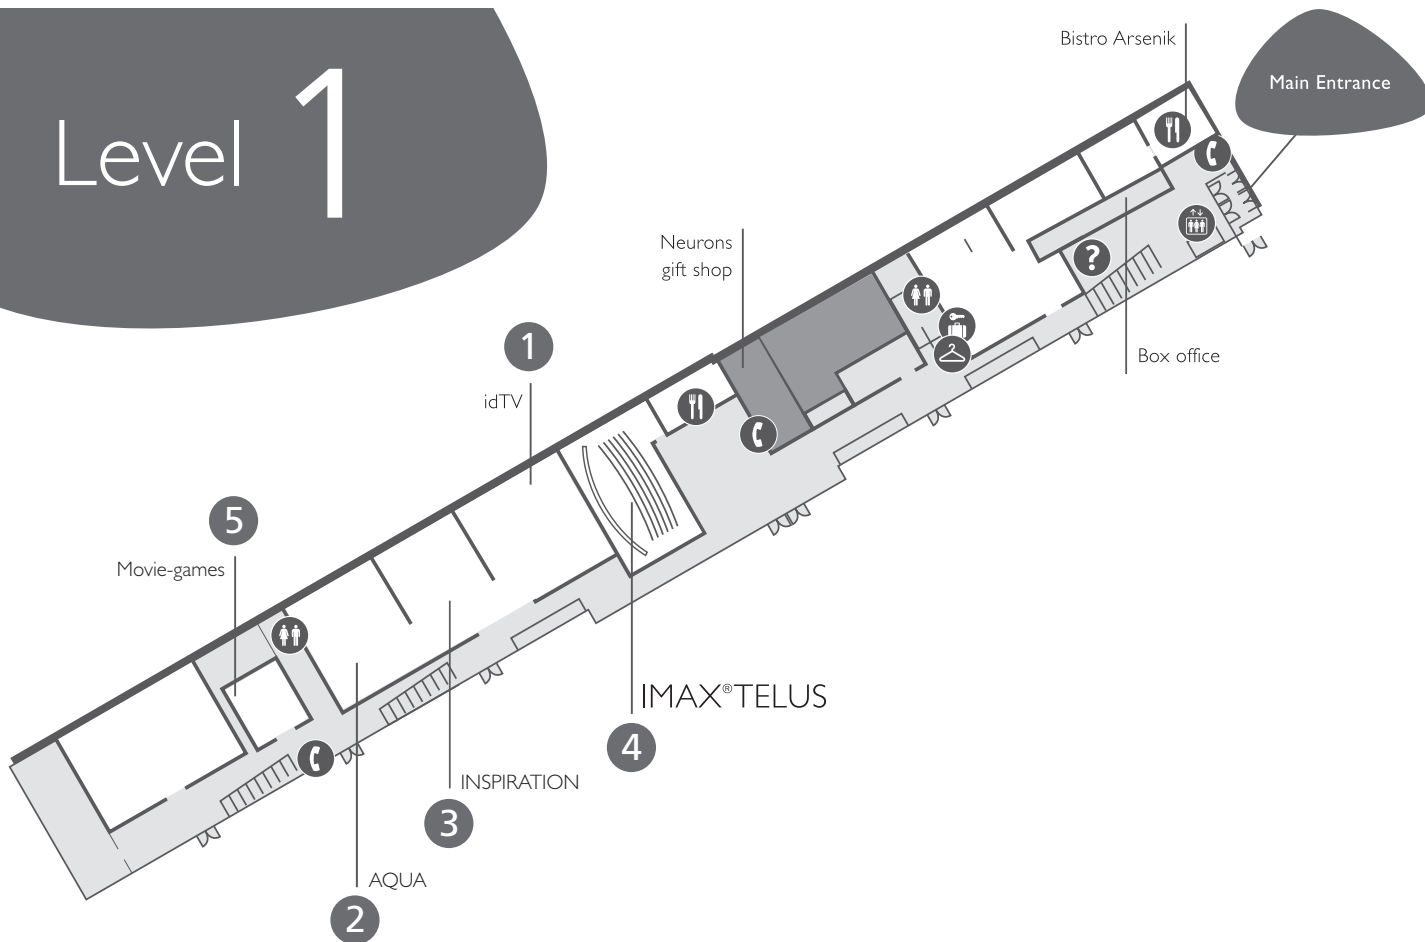 Level 1
Bistro Arsenik
Main Entrance
Neurons
gift shop
?
Box office
1
idTV
5
Movie-games
IMAX®TELUS
4
INSPIRATION
3
AQUA
2